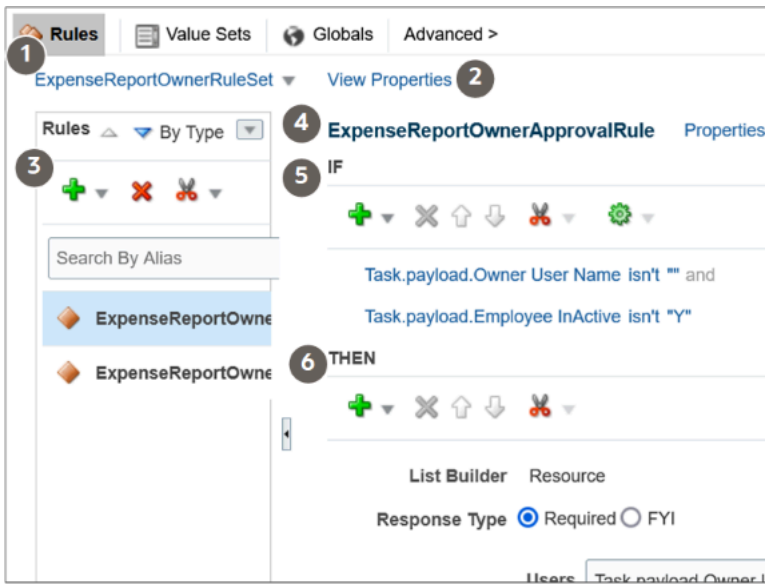 Rules Value Sets Globals Advanced >
1
ExpenseReportOwnerRuleSet View Properties 2
Rules By Type 4 ExpenseReportOwnerApprovalRule Properties
3 5 IF
Search By Alias
Task.payload.Owner User Name isn't "" and
ExpenseReportOwne Task.payload.Employee InActive isn't "Y"
6 THEN
ExpenseReportOwne
List Builder Resource
Response Type Required FYI
Users Task.payload.Owner